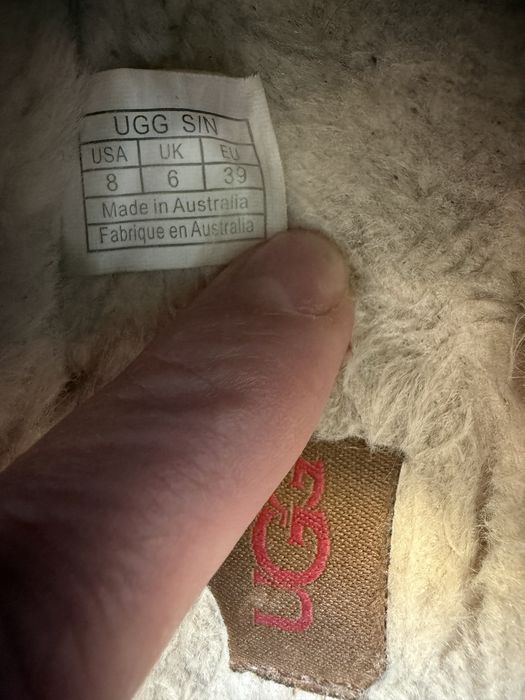 UGG S/N
USA UK EU
8 6 39
Made in Australia
Fabrique en Australia
UGG